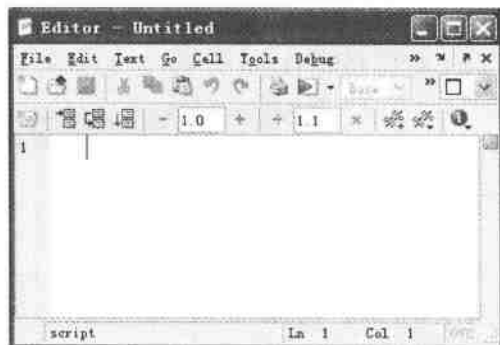 Editor - Untitled
File Edit Text Go Cell Tools Debug
- 1.0 + ÷ 1.1 ×
1
script Ln 1 Col 1